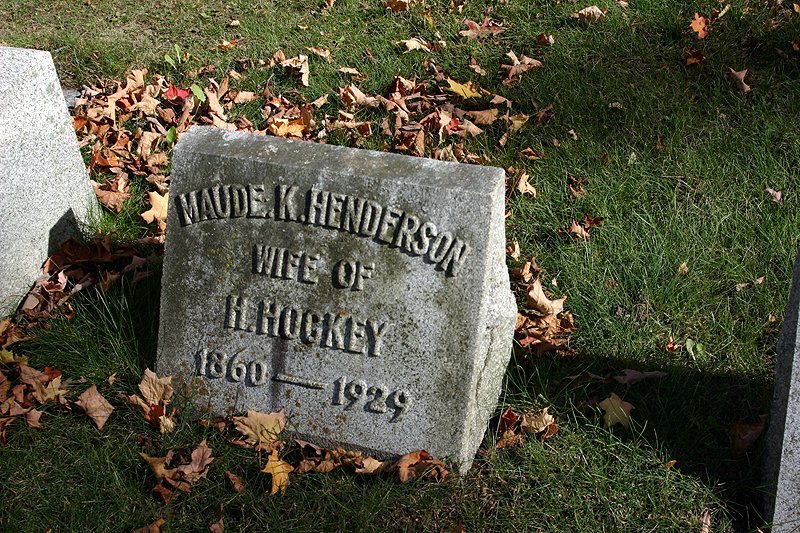 MAUDE. K. HENDERSON
WIFE OF
H. HOCKEY
1860 — 1929